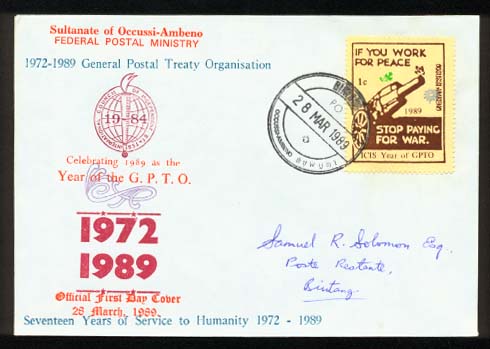 Sultanate of Occussi-Ambeno
FEDERAL POSTAL MINISTRY
1972-1989 General Postal Treaty Organisation
19-84
Celebrating 1989 as the
Year of the G. P. T. O.
1972
1989
Official First Day Cover
28 March, 1989.
Seventeen Years of Service to Humanity 1972 - 1989
PO
28 MAR 1989
IF YOU WORK
FOR PEACE
1c
1989
STOP PAYING
FOR WAR.
ICIS Year of GPTO
Samuel R. Solomon Esq.
Poste Restante,
Bintang.